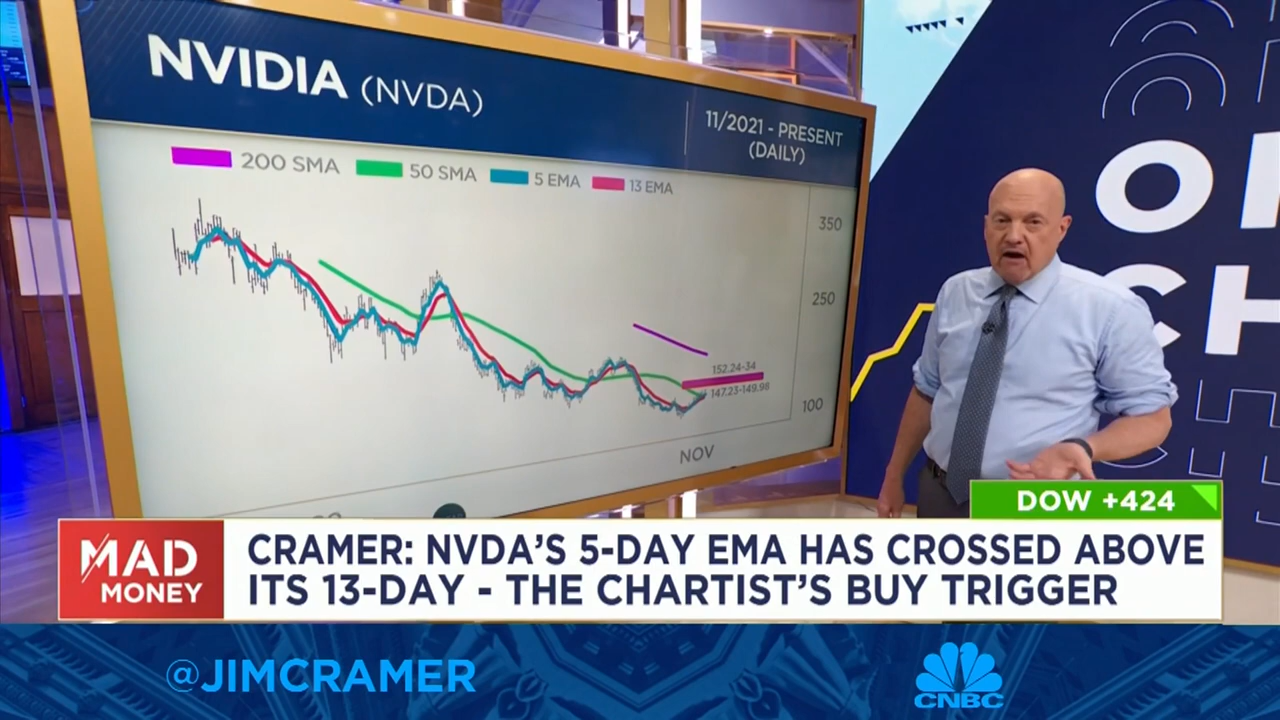 NVIDIA (NVDA)
11/2021 - PRESENT
(DAILY)
200 SMA 50 SMA 5 EMA 13 EMA
350
250
152.24-34
147.23-149.98
100
NOV
DOW +424
MAD
MONEY
CRAMER: NVDA'S 5-DAY EMA HAS CROSSED ABOVE
ITS 13-DAY - THE CHARTIST'S BUY TRIGGER
@JIMCRAMER
CNBC